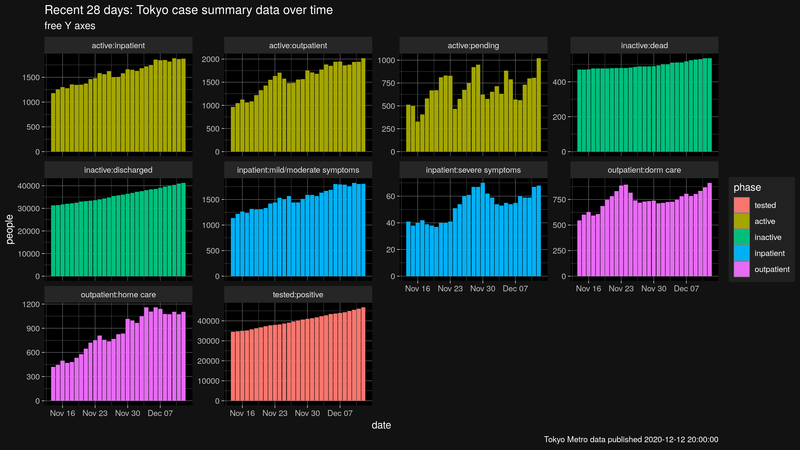 Recent 28 days: Tokyo case summary data over time
free Y axes
active:inpatient
active:outpatient
active:pending
inactive:dead
1500
1000
500
0
2000
1500
1000
500
0
1000
750
500
250
0
400
200
0
inactive:discharged
inpatient:mild/moderate symptoms
inpatient:severe symptoms
outpatient:dorm care
40000
30000
20000
10000
0
1500
1000
500
0
60
40
20
0
750
500
250
0
Nov 16 Nov 23 Nov 30 Dec 07
Nov 16 Nov 23 Nov 30 Dec 07
outpatient:home care
tested:positive
1200
900
600
300
0
40000
30000
20000
10000
0
Nov 16 Nov 23 Nov 30 Dec 07
Nov 16 Nov 23 Nov 30 Dec 07
people
date
phase
tested
active
inactive
inpatient
outpatient
Tokyo Metro data published 2020-12-12 20:00:00